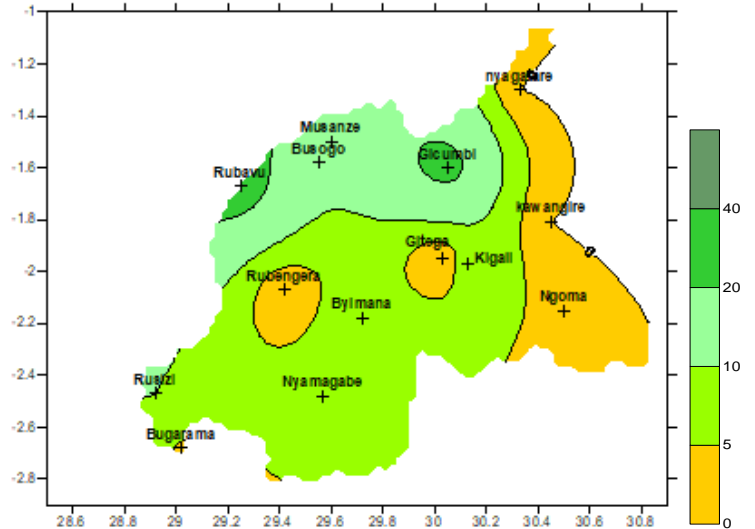 -1
-1.2
-1.4
-1.6
-1.8
-2
-2.2
-2.4
-2.6
-2.8
nyagatare
Musanze
Busogo
Gicumbi
Rubavu
kawangire
Gitega
Kigali
Rubengera
Ngoma
Byimana
Rusizi
Nyamagabe
Bugarama
28.6 28.8 29 29.2 29.4 29.6 29.8 30.0 30.2 30.4 30.6 30.8
40
20
10
5
0